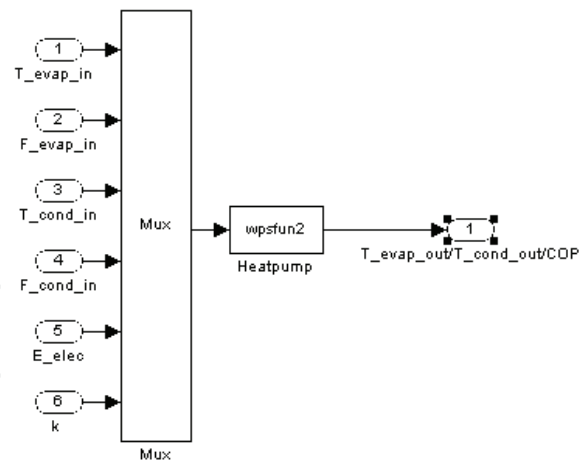 1
T_evap_in
2
F_evap_in
3
T_cond_in
4
F_cond_in
5
E_elec
6
k
Mux
Mux
wpsfun2
Heatpump
1
T_evap_out/T_cond_out/COP